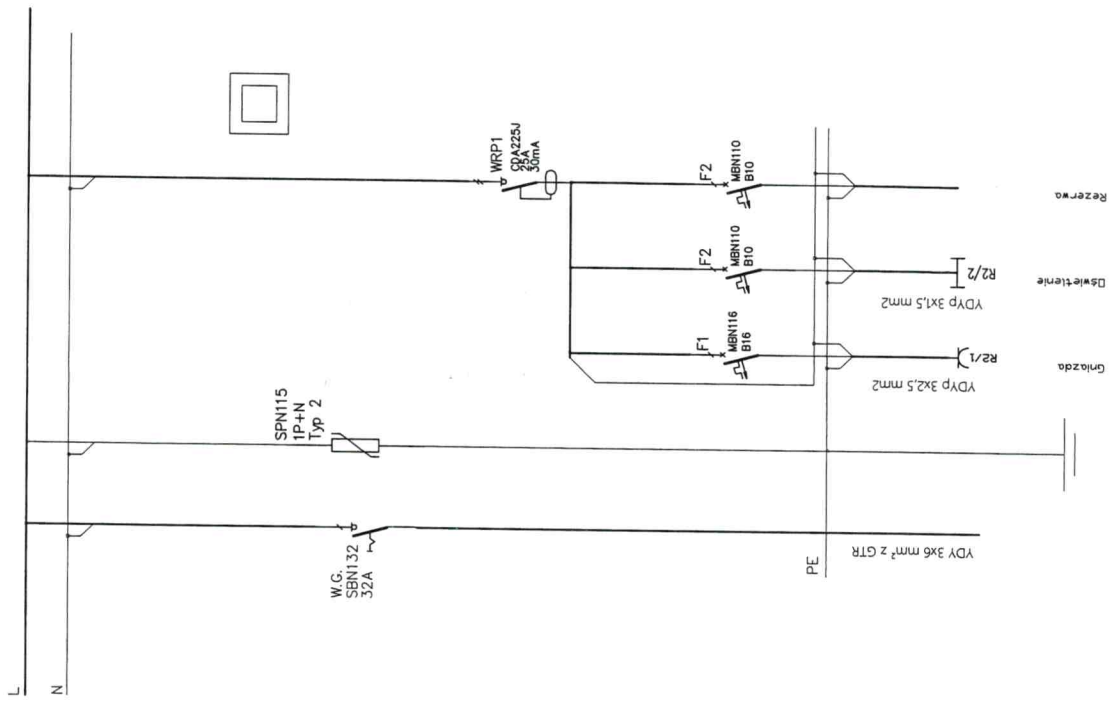 L
N
W.G.
SBN132
32A
SPN115
1P+N
Typ 2
WRP1
CDA225J
25A
30mA
F1
MBN116
B16
F2
MBN110
B10
F2
MBN110
B10
PE
YDY 3x6 mm² z GTR
YDYp 3x2,5 mm2
R2/1
Gniazda
YDYp 3x1,5 mm2
R2/2
Oświetlenie
Rezerwa